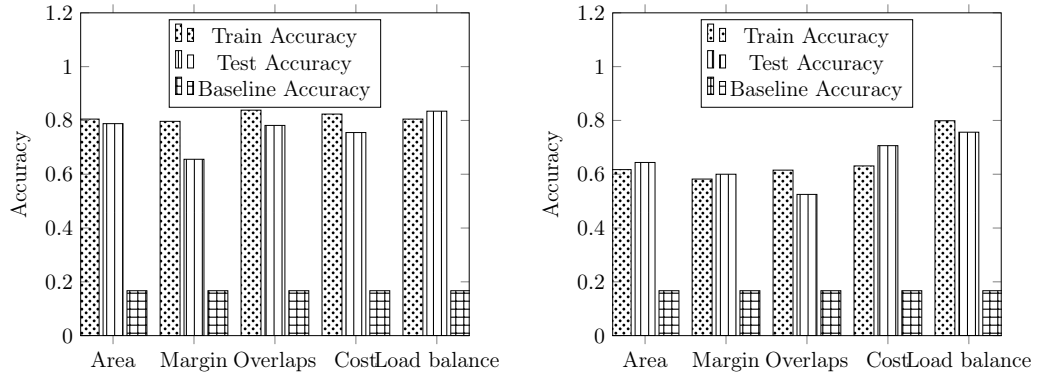 1.2
1
0.8
0.6
0.4
0.2
0
Accuracy
Train Accuracy
Test Accuracy
Baseline Accuracy
Area Margin Overlaps Cost Load balance
1.2
1
0.8
0.6
0.4
0.2
0
Accuracy
Train Accuracy
Test Accuracy
Baseline Accuracy
Area Margin Overlaps Cost Load balance